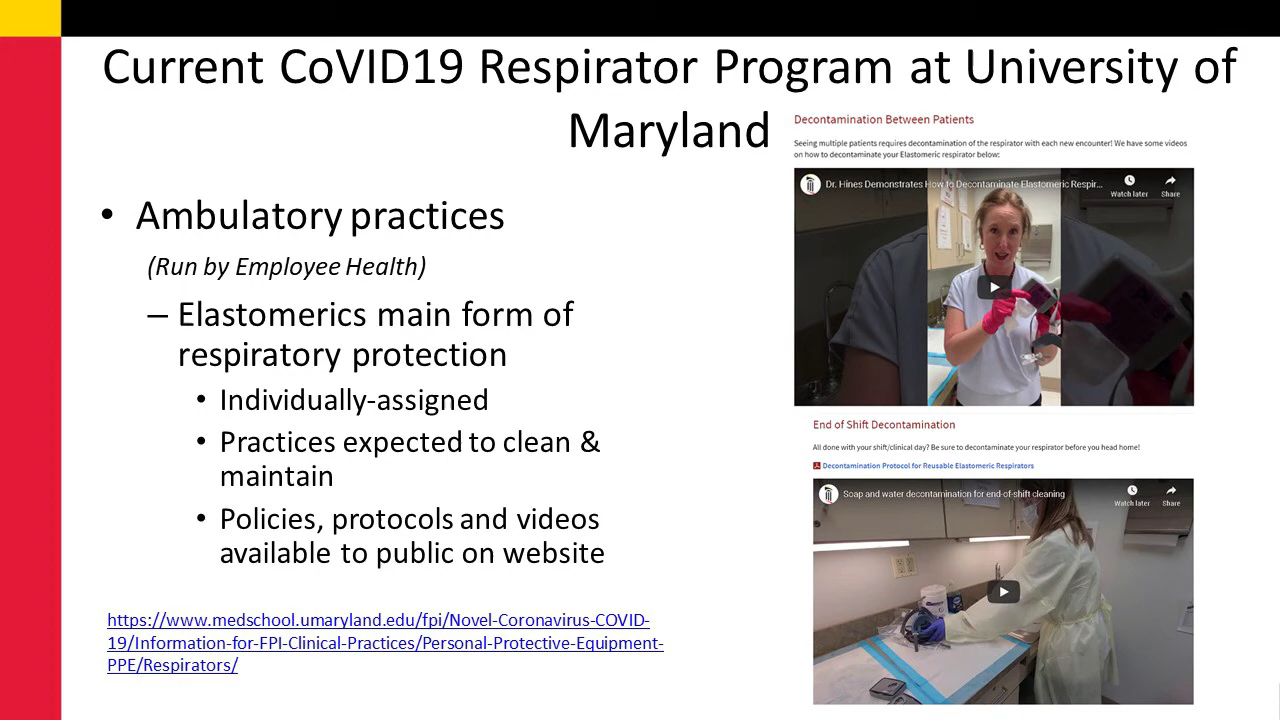 Current CoVID19 Respirator Program at University of
Maryland
• Ambulatory practices
(Run by Employee Health)
– Elastomerics main form of
respiratory protection
• Individually-assigned
• Practices expected to clean &
maintain
• Policies, protocols and videos
available to public on website
https://www.medschool.umaryland.edu/fpi/Novel-Coronavirus-COVID-
19/Information-for-FPI-Clinical-Practices/Personal-Protective-Equipment-
PPE/Respirators/
Decontamination Between Patients
Seeing multiple patients requires decontamination of the respirator with each new encounter! We have some videos
on how to decontaminate your Elastomeric respirator below:
Dr. Hines Demonstrates How to Decontaminate Elastomeric Respir...
Watch later
Share
End of Shift Decontamination
All done with your shift/clinical day? Be sure to decontaminate your respirator before you head home!
Decontamination Protocol for Reusable Elastomeric Respirators
Soap and water decontamination for end-of-shift cleaning
Watch later
Share